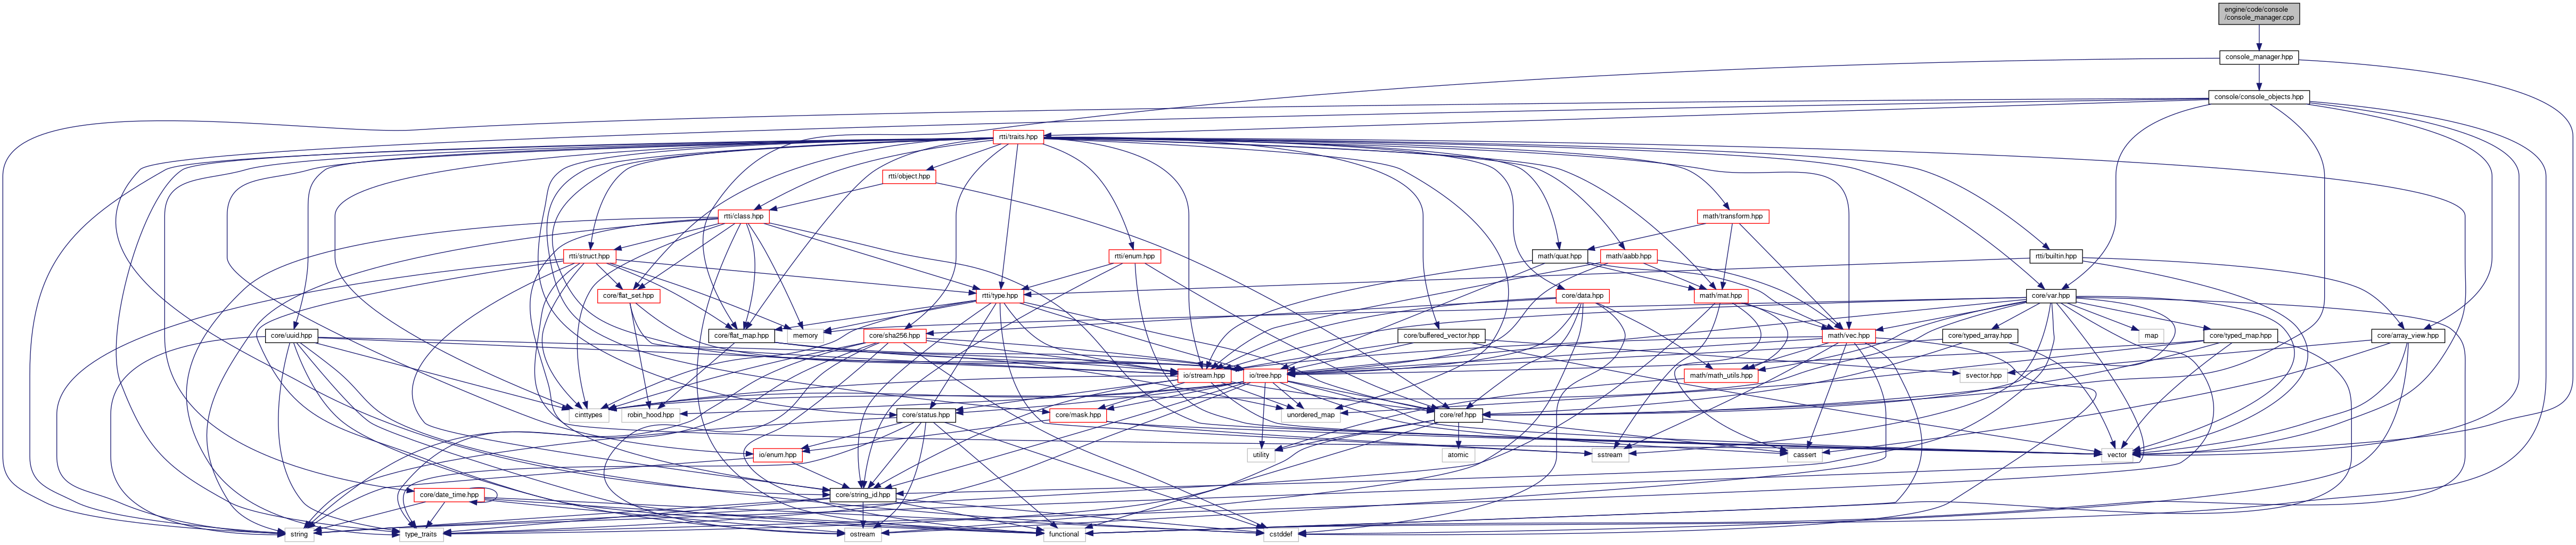 engine/code/console
/console_manager.cpp
console_manager.hpp
console/console_objects.hpp
rtti/traits.hpp
rtti/object.hpp
rtti/class.hpp
math/transform.hpp
rtti/struct.hpp
rtti/enum.hpp
math/quat.hpp
math/aabb.hpp
rtti/builtin.hpp
core/flat_set.hpp
rtti/type.hpp
core/data.hpp
math/mat.hpp
core/var.hpp
core/uuid.hpp
core/flat_map.hpp
memory
core/sha256.hpp
core/buffered_vector.hpp
math/vec.hpp
core/typed_array.hpp
map
core/typed_map.hpp
core/array_view.hpp
io/stream.hpp
io/tree.hpp
math/math_utils.hpp
svector.hpp
cinttypes
robin_hood.hpp
core/status.hpp
core/mask.hpp
unordered_map
core/ref.hpp
io/enum.hpp
utility
atomic
sstream
cassert
vector
core/date_time.hpp
core/string_id.hpp
string
type_traits
ostream
functional
cstddef